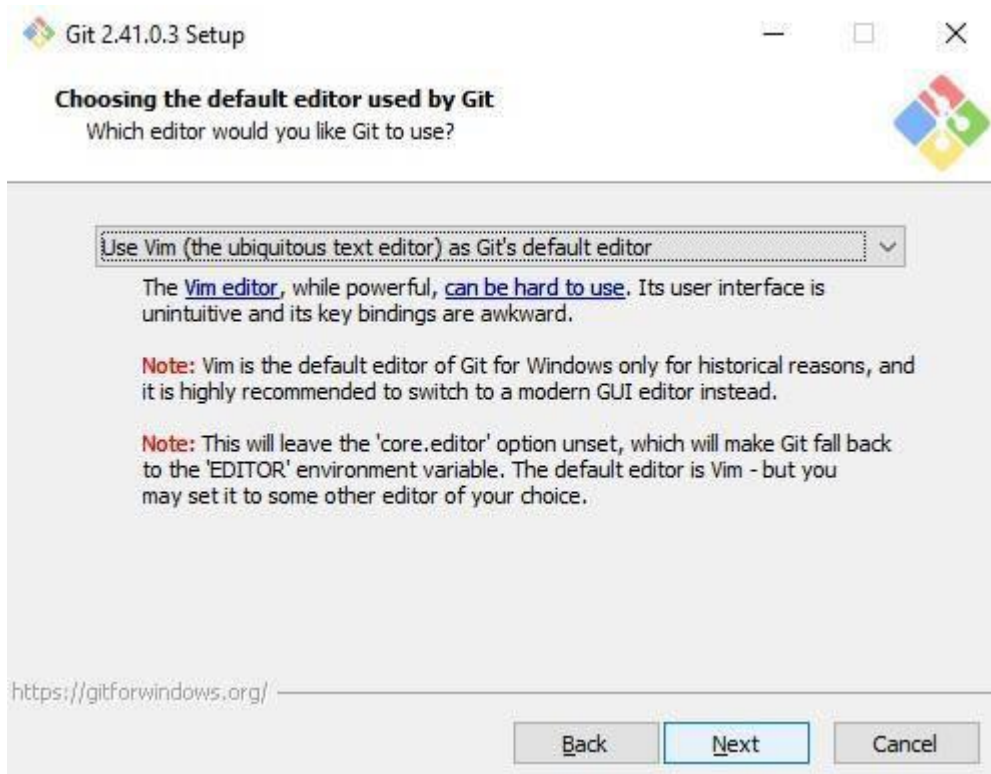 Git 2.41.0.3 Setup
Choosing the default editor used by Git
Which editor would you like Git to use?
Use Vim (the ubiquitous text editor) as Git's default editor
The Vim editor, while powerful, can be hard to use. Its user interface is
unintuitive and its key bindings are awkward.
Note: Vim is the default editor of Git for Windows only for historical reasons, and
it is highly recommended to switch to a modern GUI editor instead.
Note: This will leave the 'core.editor' option unset, which will make Git fall back
to the 'EDITOR' environment variable. The default editor is Vim - but you
may set it to some other editor of your choice.
https://gitforwindows.org/
Back Next Cancel